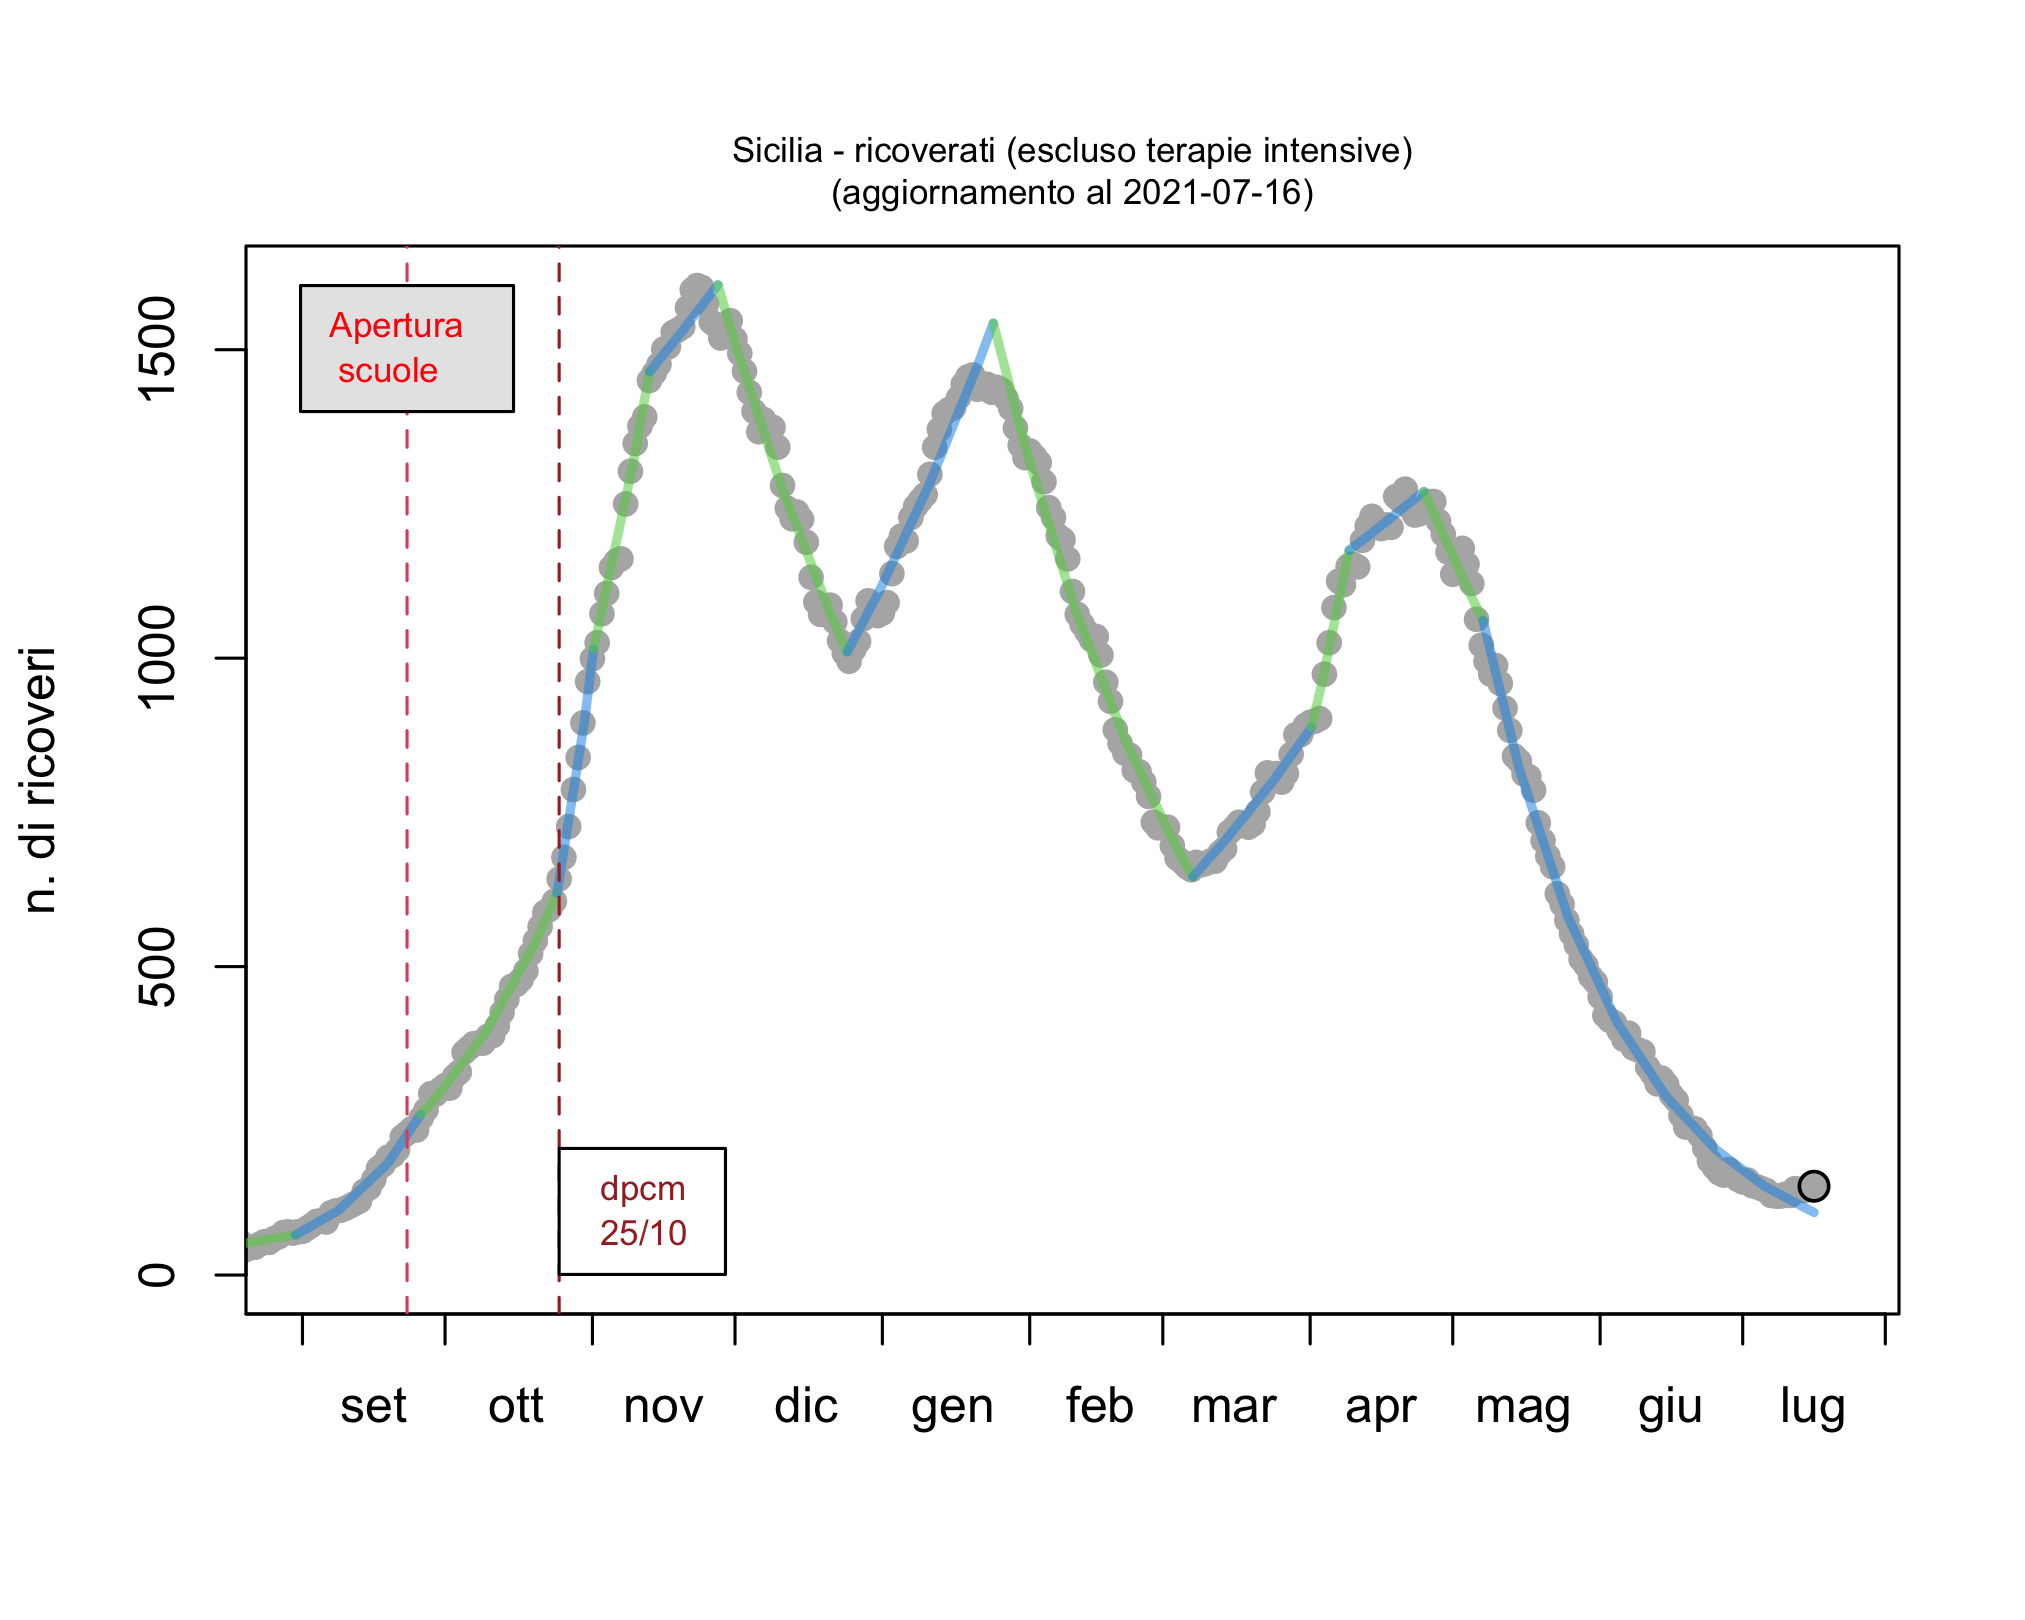 Sicilia - ricoverati (escluso terapie intensive)
(aggiornamento al 2021-07-16)
n. di ricoveri
1500
1000
500
0
Apertura
scuole
dpcm
25/10
set ott nov dic gen feb mar apr mag giu lug